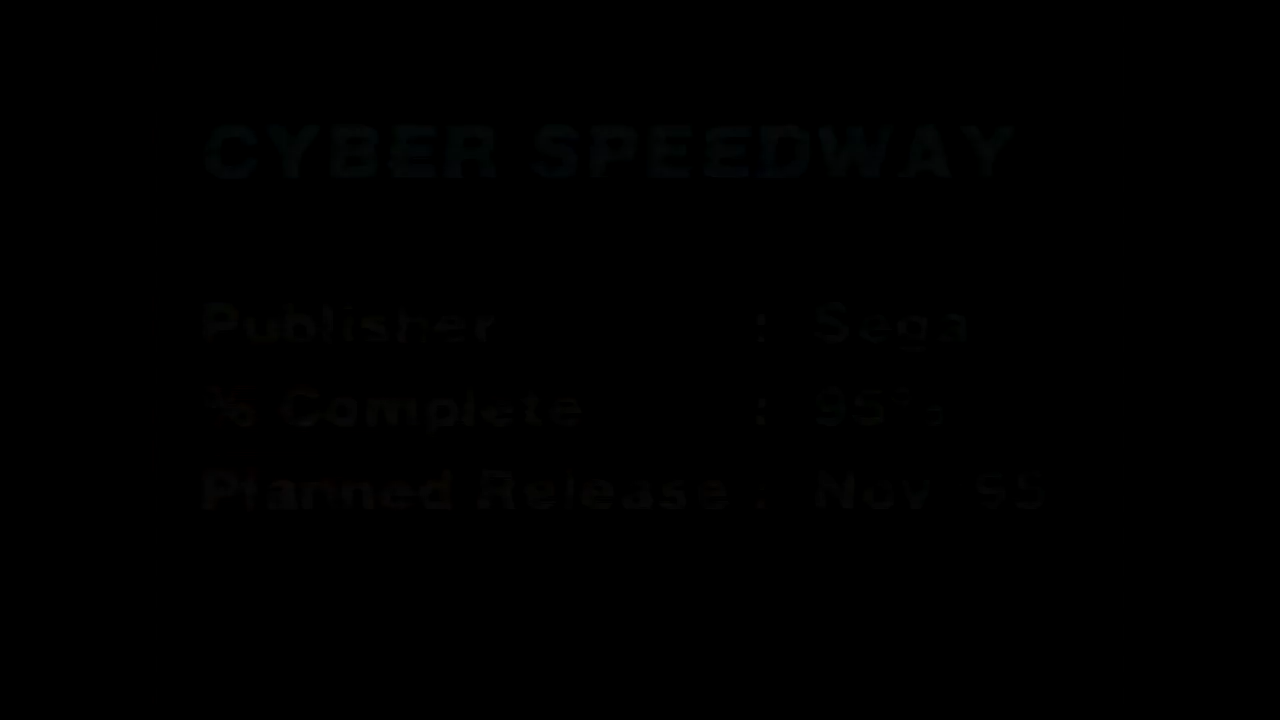 CYBER SPEEDWAY
Publisher : Sega
% Complete : 95%
Planned Release : Nov 95